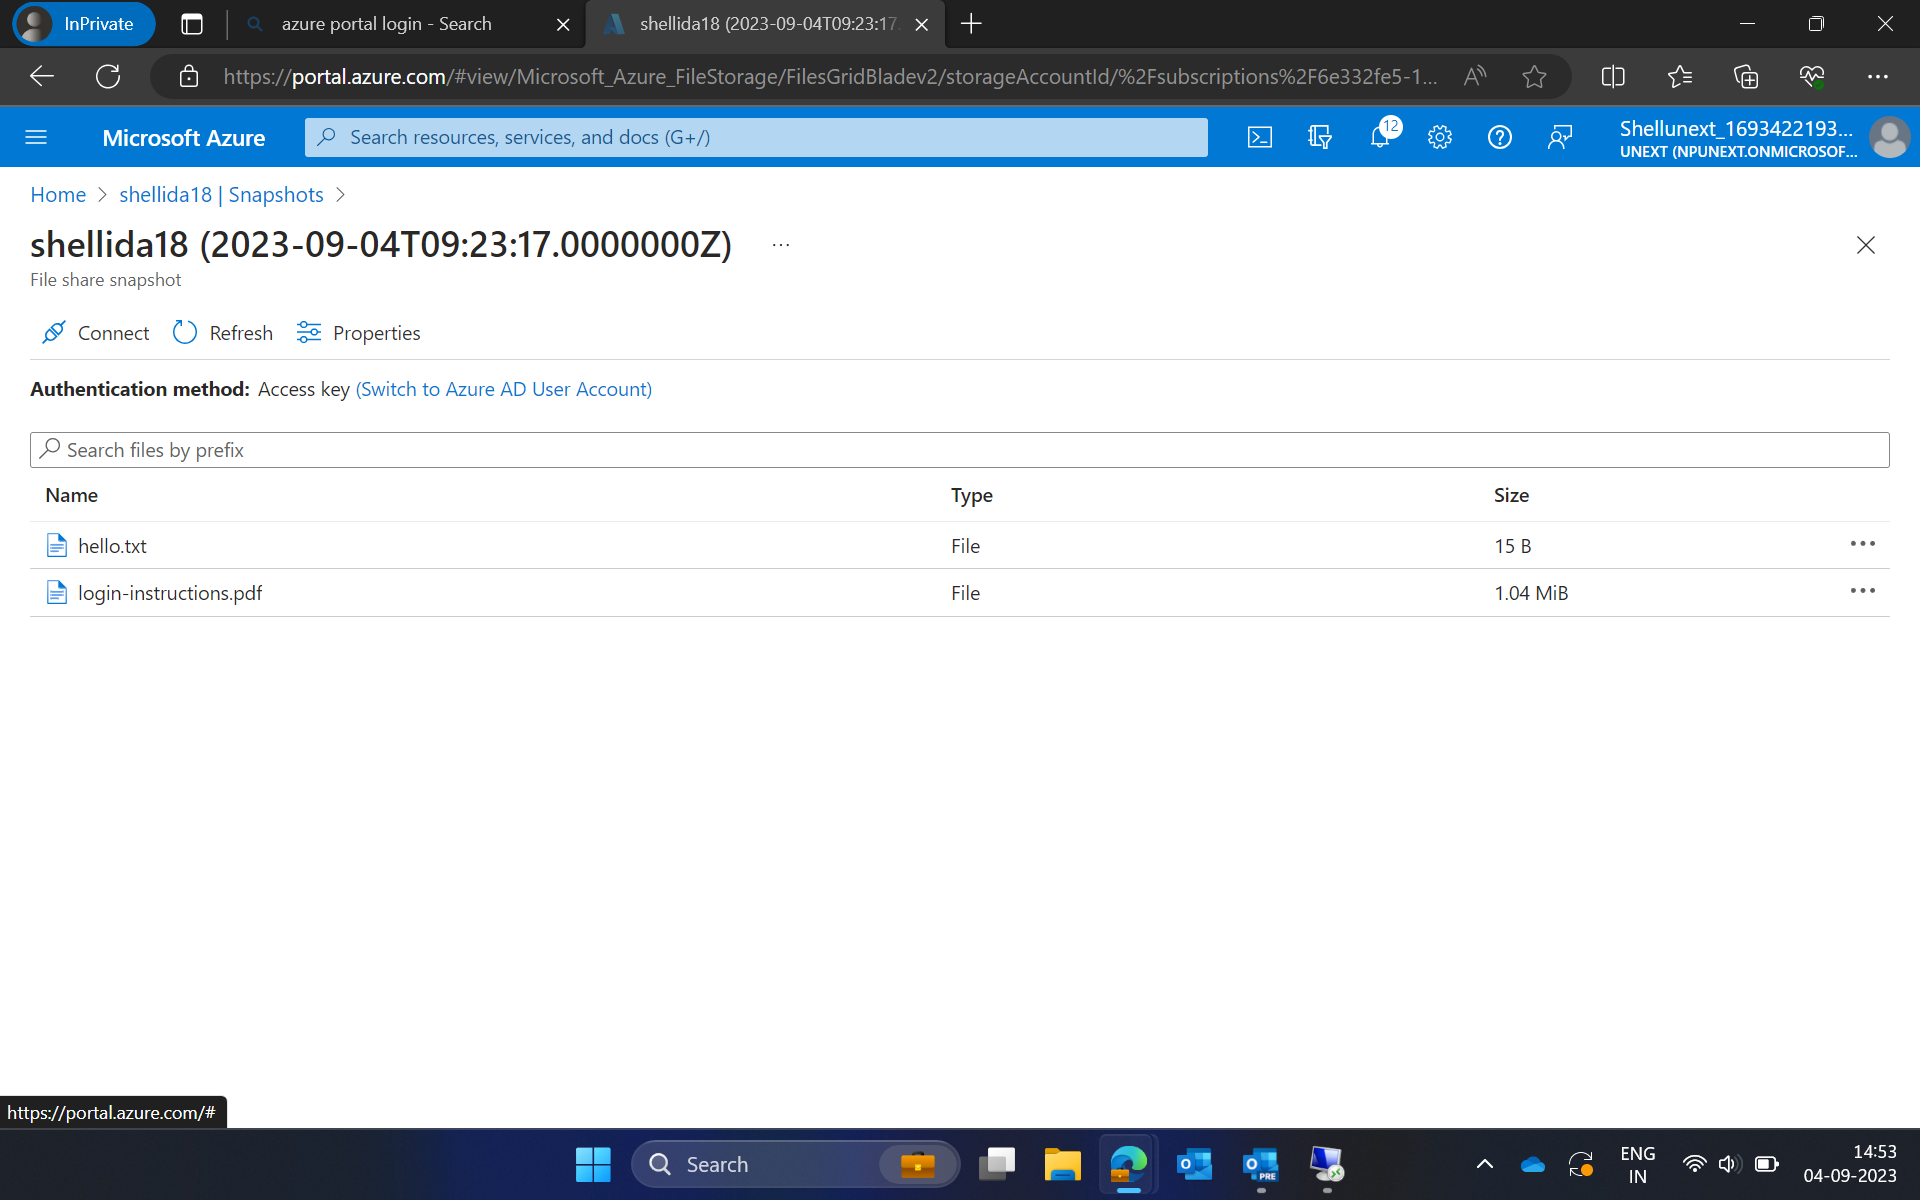 InPrivate
azure portal login - Search
shellida18 (2023-09-04T09:23:17.
https://portal.azure.com/#view/Microsoft_Azure_FileStorage/FilesGridBladev2/storageAccountId/%2Fsubscriptions%2F6e332fe5-1...
Microsoft Azure
Search resources, services, and docs (G+/)
12
Shellunext_1693422193...
UNEXT (NPUNEXT.ONMICROSOF...
Home > shellida18 | Snapshots >
shellida18 (2023-09-04T09:23:17.0000000Z) ...
File share snapshot
Connect Refresh Properties
Authentication method: Access key (Switch to Azure AD User Account)
Search files by prefix
Name Type Size
hello.txt File 15 B
login-instructions.pdf File 1.04 MiB
https://portal.azure.com/#
Search
PRE
ENG
IN
14:53
04-09-2023